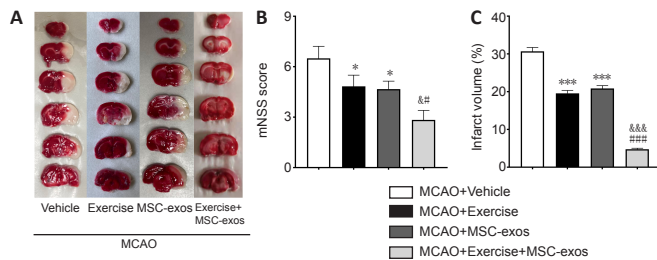 A
Vehicle
Exercise
MSC-exos
Exercise+
MSC-exos
MCAO
B
mNSS score
9
6
3
0
*
*
&#
C
Infarct volume (%)
40
30
20
10
0
***
***
&&&
###
MCAO+Vehicle
MCAO+Exercise
MCAO+MSC-exos
MCAO+Exercise+MSC-exos